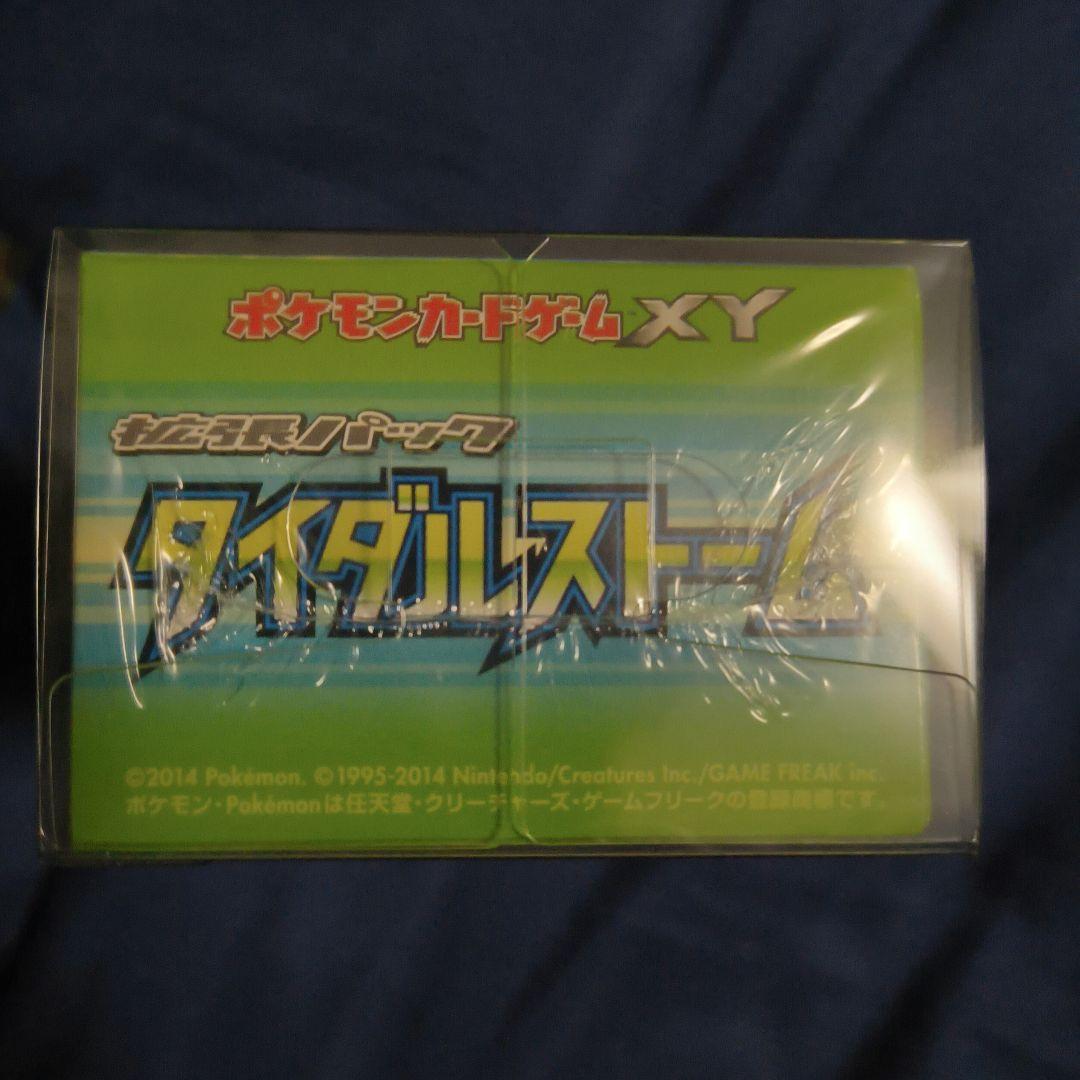 ポケモンカードゲーム XY
拡張パック
タイダルストーム
©2014 Pokémon. ©1995-2014 Nintendo/Creatures Inc./GAME FREAK inc.
ポケモン・Pokémonは任天堂・クリーチャーズ・ゲームフリークの登録商標です。